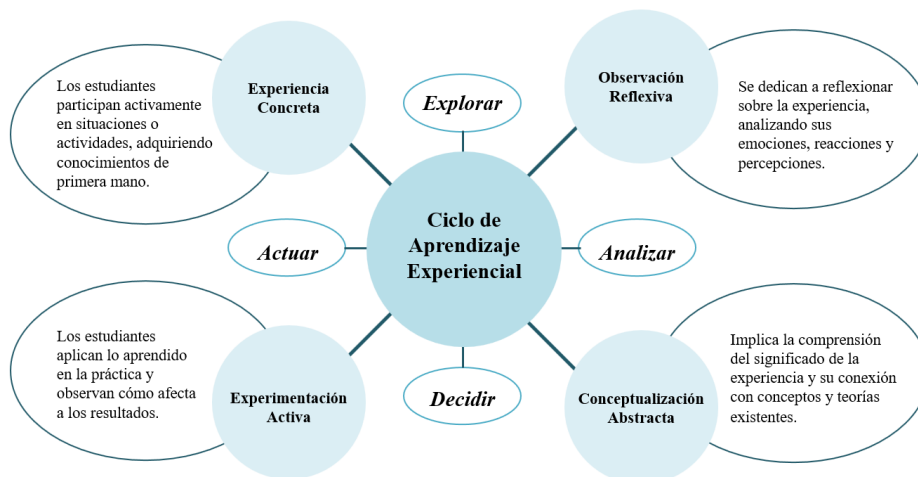 Experiencia
Concreta
Los estudiantes
participan activamente
en situaciones o
actividades, adquiriendo
conocimientos de
primera mano.
Explorar
Observación
Reflexiva
Se dedican a reflexionar
sobre la experiencia,
analizando sus
emociones, reacciones y
percepciones.
Actuar
Ciclo de
Aprendizaje
Experiencial
Analizar
Los estudiantes
aplican lo aprendido
en la práctica y
observan cómo afecta
a los resultados.
Experimentación
Activa
Decidir
Conceptualización
Abstracta
Implica la comprensión
del significado de la
experiencia y su conexión
con conceptos y teorías
existentes.